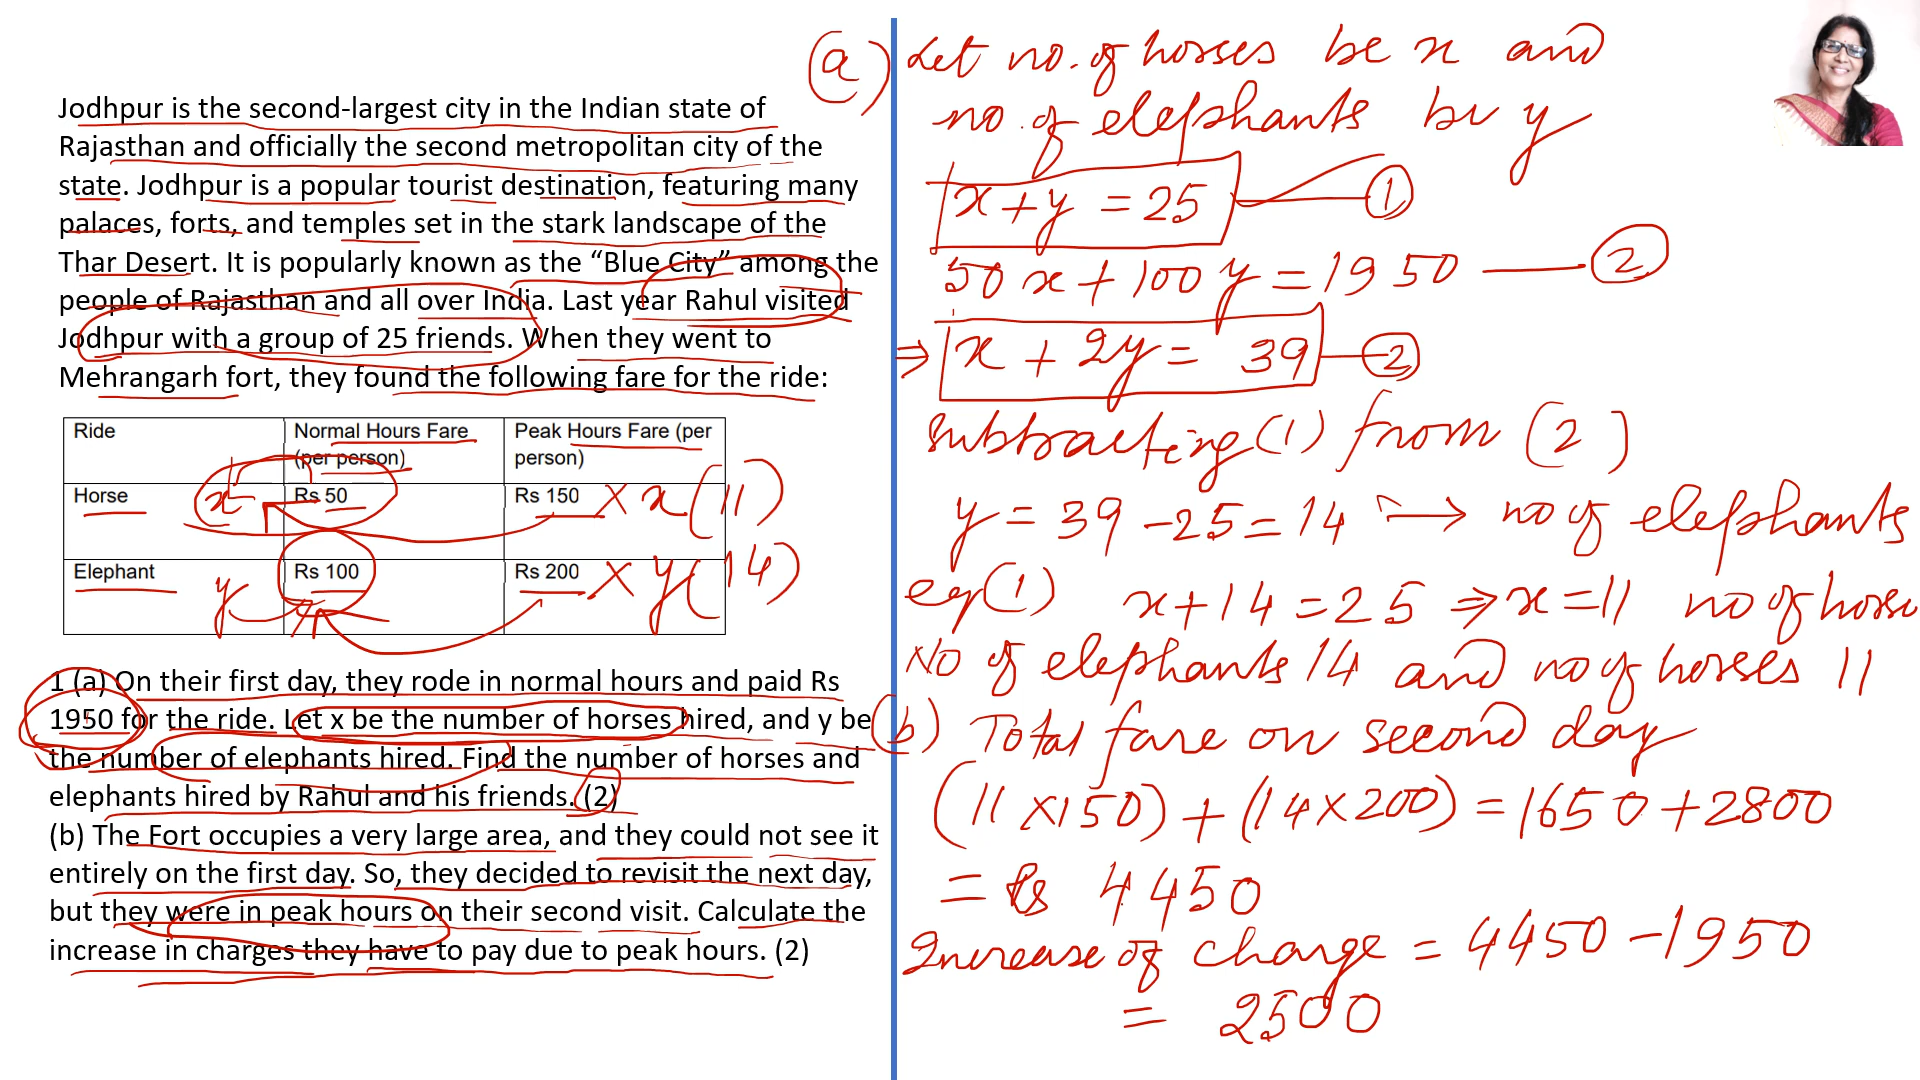 Jodhpur is the second-largest city in the Indian state of
Rajasthan and officially the second metropolitan city of the
state. Jodhpur is a popular tourist destination, featuring many
palaces, forts, and temples set in the stark landscape of the
Thar Desert. It is popularly known as the “Blue City” among the
people of Rajasthan and all over India. Last year Rahul visited
Jodhpur with a group of 25 friends. When they went to
Mehrangarh fort, they found the following fare for the ride:
Ride Normal Hours Fare (per person) Peak Hours Fare (per person)
Horse x Rs 50 Rs 150 × x (11)
Elephant y Rs 100 Rs 200 × y (14)
1 (a) On their first day, they rode in normal hours and paid Rs
1950 for the ride. Let x be the number of horses hired, and y be
the number of elephants hired. Find the number of horses and
elephants hired by Rahul and his friends. (2)
(b) The Fort occupies a very large area, and they could not see it
entirely on the first day. So, they decided to revisit the next day,
but they were in peak hours on their second visit. Calculate the
increase in charges they have to pay due to peak hours. (2)
(a) Let no. of horses be x and
no. of elephants be y
x + y = 25 — 1
50x + 100y = 1950 — 2
⇒ x + 2y = 39 — 2
Subtracting (1) from (2)
y = 39 - 25 = 14 → no of elephants
eq (1) x + 14 = 25 ⇒ x = 11 no of horse
No of elephants 14 and no of horses 11
(b) Total fare on second day
(11 × 150) + (14 × 200) = 1650 + 2800
= Rs 4450
Increase of charge = 4450 - 1950
= 2500